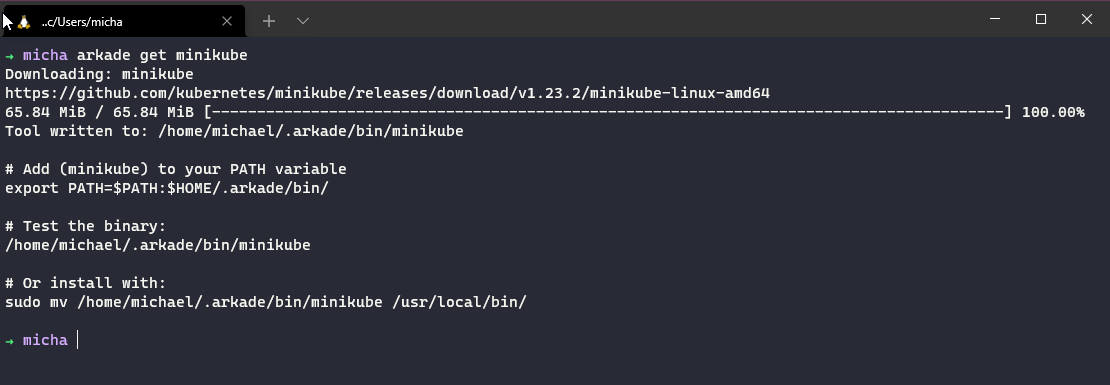 ..c/Users/micha
→ micha arkade get minikube
Downloading: minikube
https://github.com/kubernetes/minikube/releases/download/v1.23.2/minikube-linux-amd64
65.84 MiB / 65.84 MiB [----------------------------------------------------------------------------------------] 100.00%
Tool written to: /home/michael/.arkade/bin/minikube
# Add (minikube) to your PATH variable
export PATH=$PATH:$HOME/.arkade/bin/
# Test the binary:
/home/michael/.arkade/bin/minikube
# Or install with:
sudo mv /home/michael/.arkade/bin/minikube /usr/local/bin/
→ micha